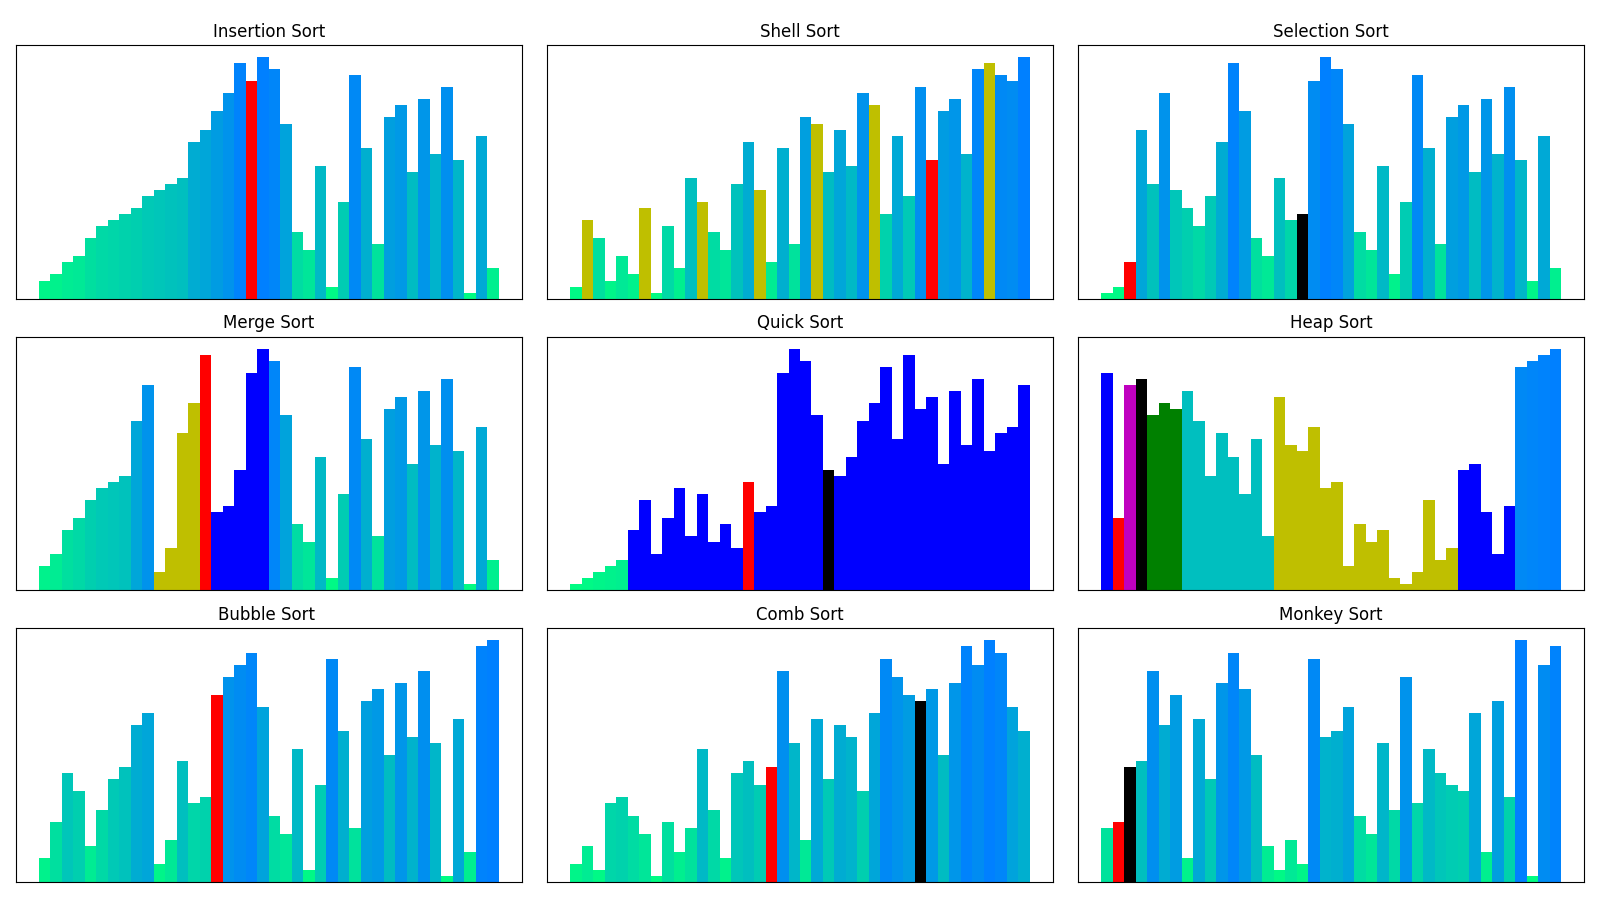 Insertion Sort
Shell Sort
Selection Sort
Merge Sort
Quick Sort
Heap Sort
Bubble Sort
Comb Sort
Monkey Sort